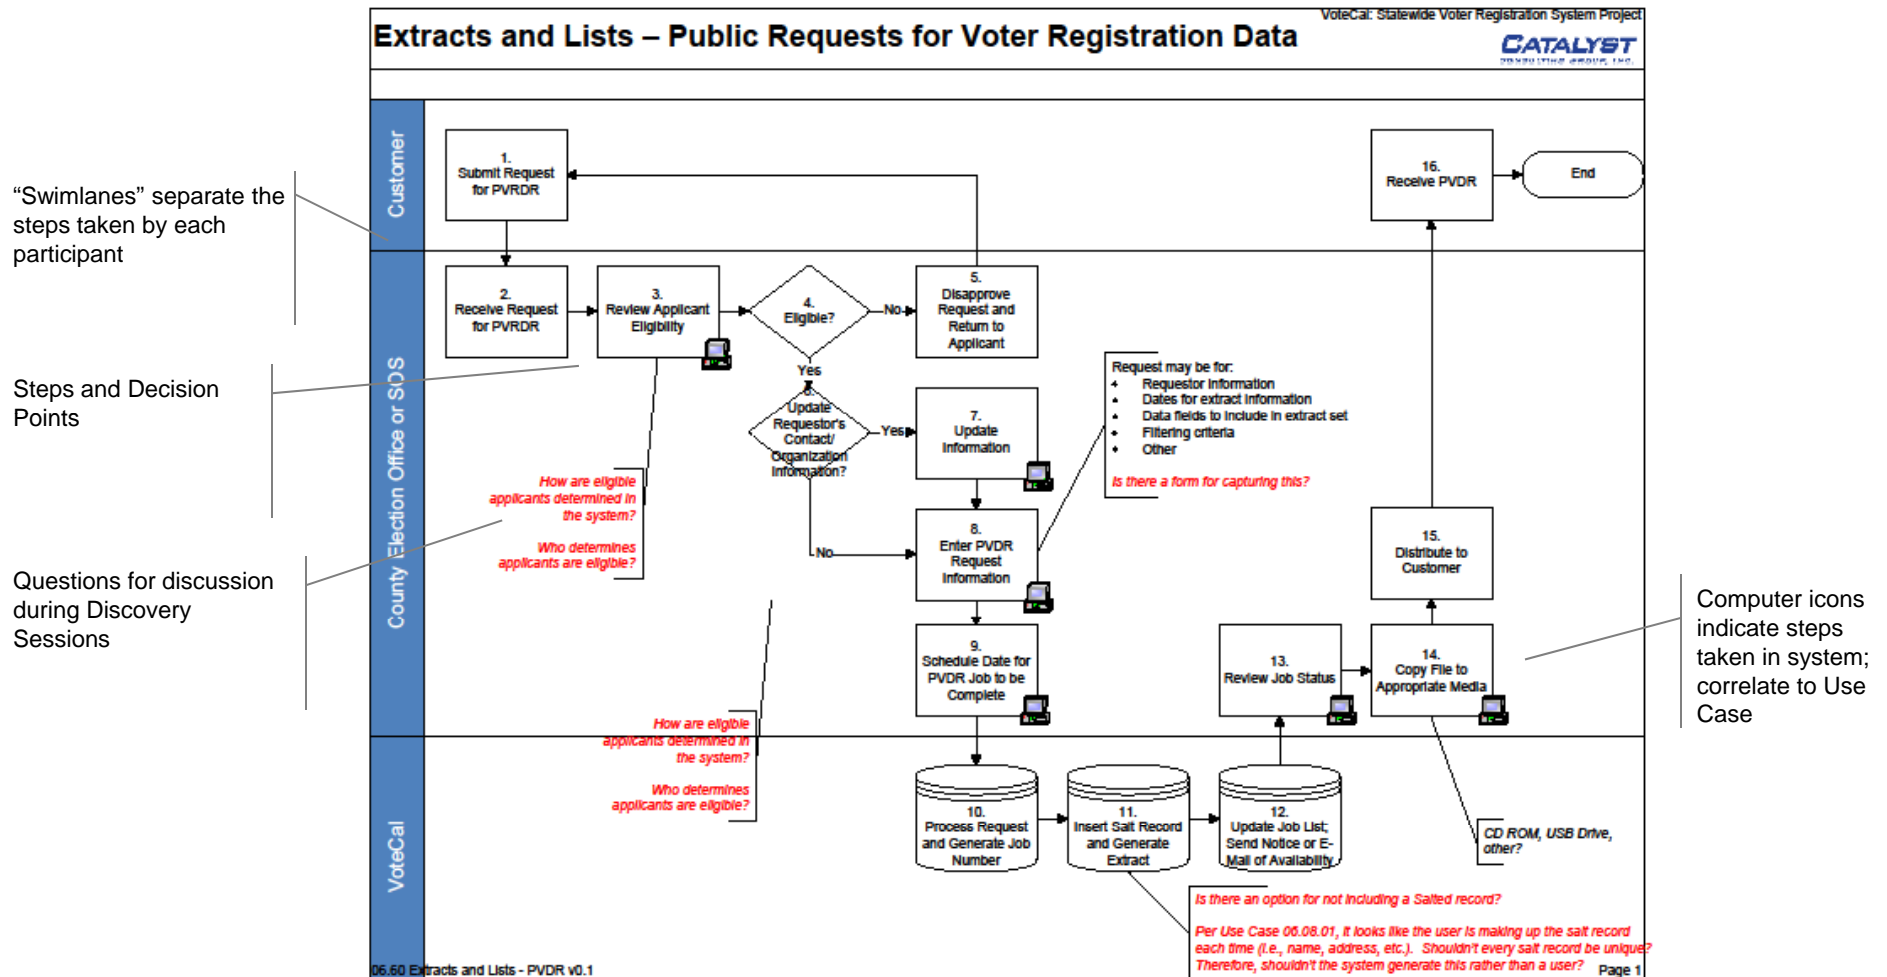 VoteCal: Statewide Voter Registration System Project
Extracts and Lists – Public Requests for Voter Registration Data
CATALYST
CONSULTING GROUP, INC.
Customer
1.
Submit Request
for PVRDR
16.
Receive PVDR
End
“Swimlanes” separate the
steps taken by each
participant
County Election Office or SOS
2.
Receive Request
for PVRDR
3.
Review Applicant
Eligibility
4.
Eligible?
No
5.
Disapprove
Request and
Return to
Applicant
Yes
6.
Update
Requestor's
Contact/
Organization
Information?
Yes
7.
Update
Information
Request may be for:
Requestor Information
Dates for extract information
Data fields to include in extract set
Filtering criteria
Other
Is there a form for capturing this?
Steps and Decision
Points
How are eligible
applicants determined in
the system?
Who determines
applicants are eligible?
No
8.
Enter PVDR
Request
Information
15.
Distribute to
Customer
Questions for discussion
during Discovery
Sessions
9.
Schedule Date for
PVDR Job to be
Complete
13.
Review Job Status
14.
Copy File to
Appropriate Media
Computer icons
indicate steps
taken in system;
correlate to Use
Case
How are eligible
applicants determined in
the system?
Who determines
applicants are eligible?
VoteCal
10.
Process Request
and Generate Job
Number
11.
Insert Salt Record
and Generate
Extract
12.
Update Job List;
Send Notice or E-
Mail of Availability
CD ROM, USB Drive,
other?
Is there an option for not including a Salted record?
Per Use Case 06.08.01, it looks like the user is making up the salt record
each time (i.e., name, address, etc.). Shouldn't every salt record be unique?
Therefore, shouldn't the system generate this rather than a user?
06.60 Extracts and Lists - PVDR v0.1
Page 1